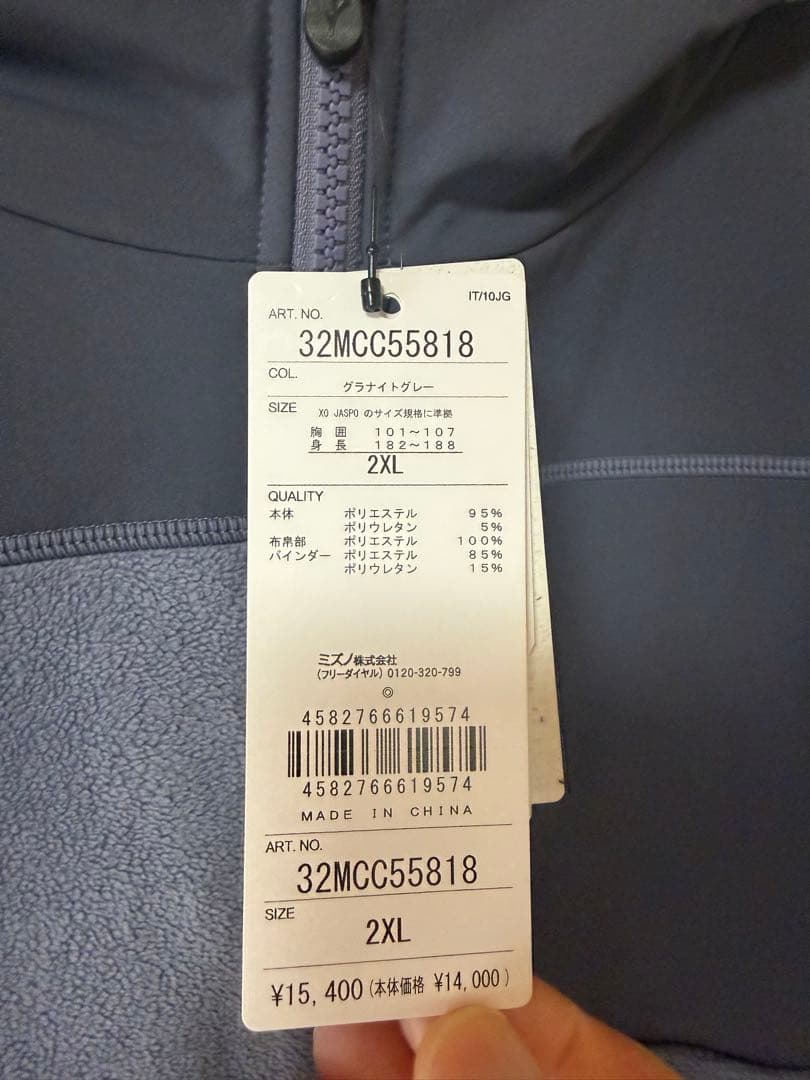 IT/10JG
ART. NO.
32MCC55818
COL.
グラナイトグレー
SIZE XO JASPO のサイズ規格に準拠
胸 囲 101～107
身 長 182～188
2XL
QUALITY
本体 ポリエステル 95%
ポリウレタン 5%
布帛部 ポリエステル 100%
バインダー ポリエステル 85%
ポリウレタン 15%
ミズノ株式会社
(フリーダイヤル) 0120-320-799
◎
4582766619574
4582766619574
MADE IN CHINA
ART. NO.
32MCC55818
SIZE
2XL
¥15,400(本体価格 ¥14,000)